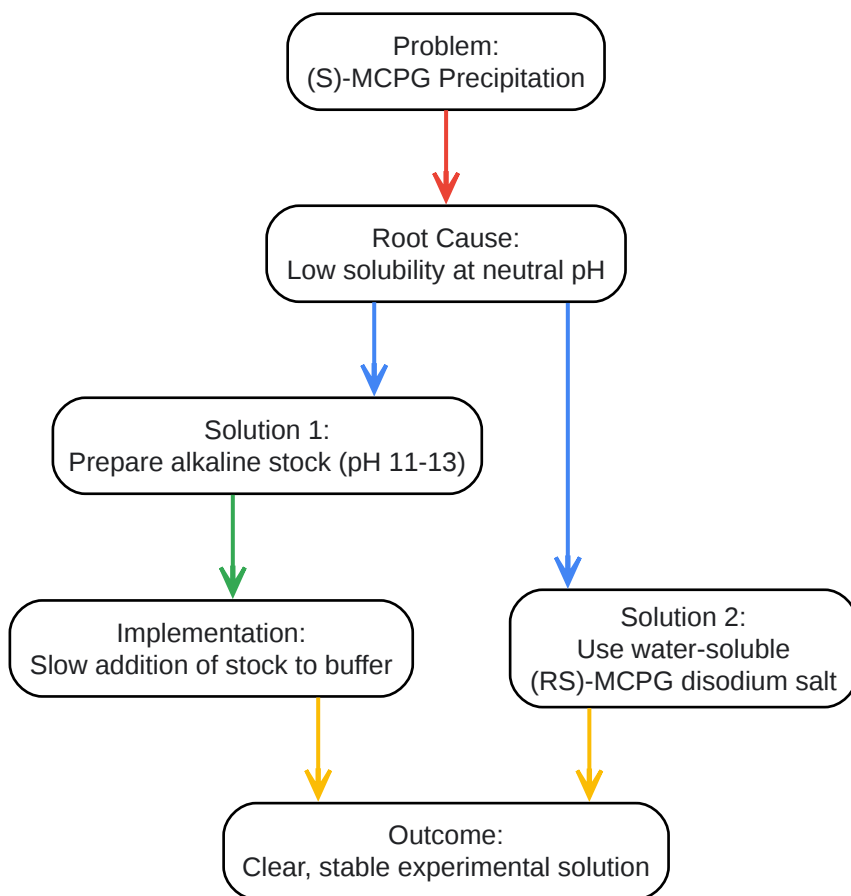 Problem:
(S)-MCPG Precipitation
Root Cause:
Low solubility at neutral pH
Solution 1:
Prepare alkaline stock (pH 11-13)
Implementation:
Slow addition of stock to buffer
Solution 2:
Use water-soluble
(RS)-MCPG disodium salt
Outcome:
Clear, stable experimental solution